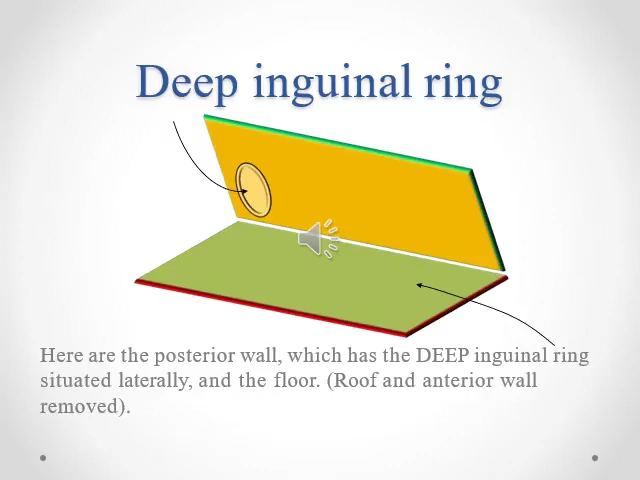 Deep inguinal ring
Here are the posterior wall, which has the DEEP inguinal ring
situated laterally, and the floor. (Roof and anterior wall
removed).